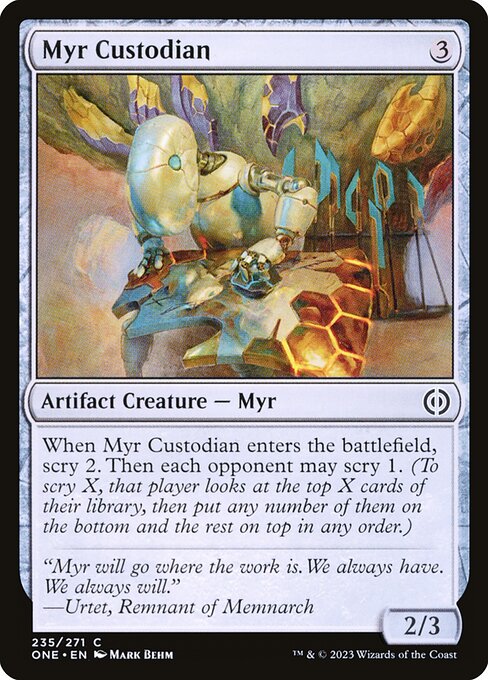 Myr Custodian 3
Artifact Creature — Myr
When Myr Custodian enters the battlefield,
scry 2. Then each opponent may scry 1. (To
scry X, that player looks at the top X cards of
their library, then put any number of them on
the bottom and the rest on top in any order.)
“Myr will go where the work is. We always have.
We always will.”
—Urtet, Remnant of Memnarch
2/3
235/271 C
ONE • EN Mark Behm
™ & © 2023 Wizards of the Coast